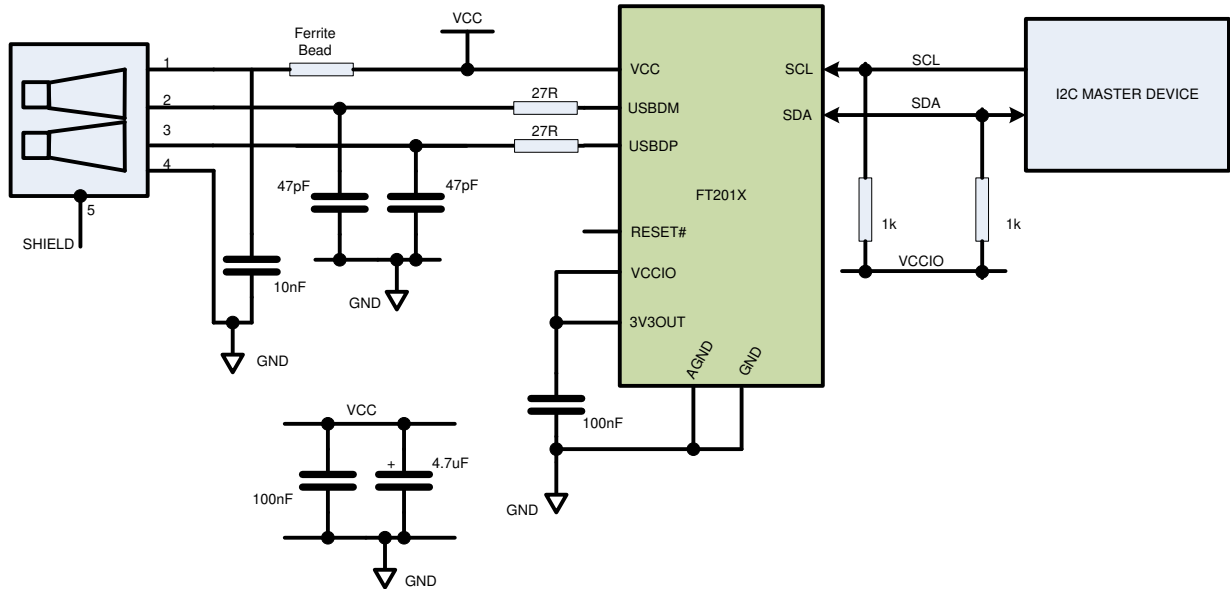 VCC
Ferrite
Bead
1
2
3
4
5
SHIELD
27R
27R
47pF
47pF
10nF
GND
GND
VCC
USBDM
USBDP
RESET#
VCCIO
3V3OUT
FT201X
SCL
SDA
AGND
GND
SCL
SDA
I2C MASTER DEVICE
1k
1k
VCCIO
100nF
GND
VCC
100nF
+
4.7uF
GND